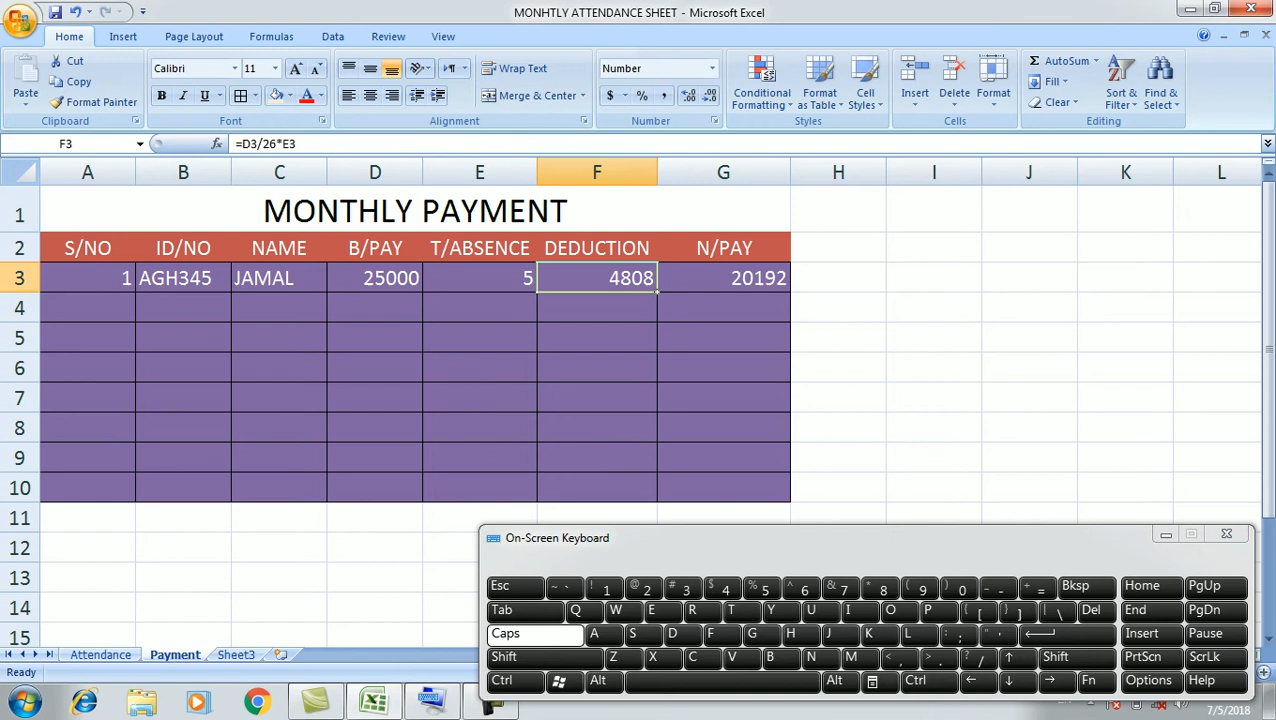 MONHTLY ATTENDANCE SHEET - Microsoft Excel
Home Insert Page Layout Formulas Data Review View
Paste
Cut
Copy
Format Painter
Clipboard
Calibri 11
B I U
Font
Wrap Text
Merge & Center
Alignment
Number
$ % ,
Number
Conditional Formatting
Format as Table
Cell Styles
Styles
Insert Delete Format
Cells
Σ AutoSum
Fill
Clear
Sort & Filter
Find & Select
Editing
F3 fx =D3/26*E3
A B C D E F G H I J K L
1 MONTHLY PAYMENT
2 S/NO ID/NO NAME B/PAY T/ABSENCE DEDUCTION N/PAY
3 1 AGH345 JAMAL 25000 5 4808 20192
4
5
6
7
8
9
10
11
12
13
14
15
On-Screen Keyboard
Esc ~ ` ! 1 @ 2 # 3 $ 4 % 5 ^ 6 & 7 * 8 ( 9 ) 0 _ - + = Bksp Home PgUp
Tab Q W E R T Y U I O P { [ } ] | \ Del End PgDn
Caps A S D F G H J K L : ; " ' Insert Pause
Shift Z X C V B N M < , > . ? / ↑ Shift PrtScn ScrLk
Ctrl Alt Alt Ctrl ← ↓ → Fn Options Help
Attendance Payment Sheet3
Ready
7/5/2018